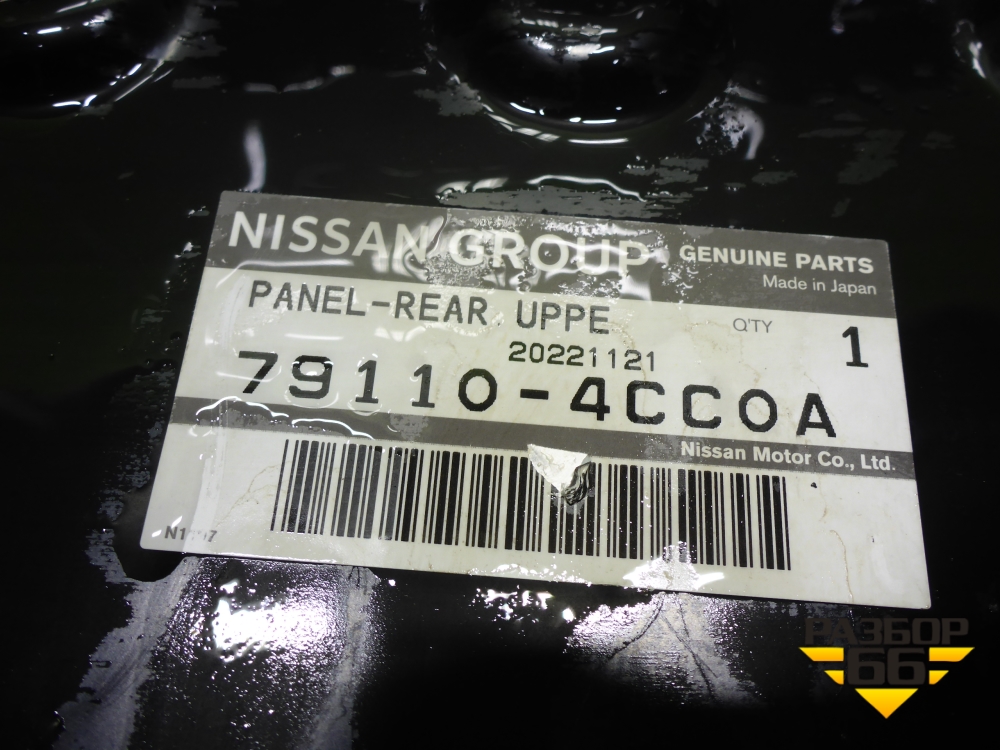 NISSAN GROUP GENUINE PARTS
Made in Japan
PANEL-REAR UPPE Q'TY 1
20221121
79110-4CC0A
Nissan Motor Co., Ltd.
РАЗБОР
66